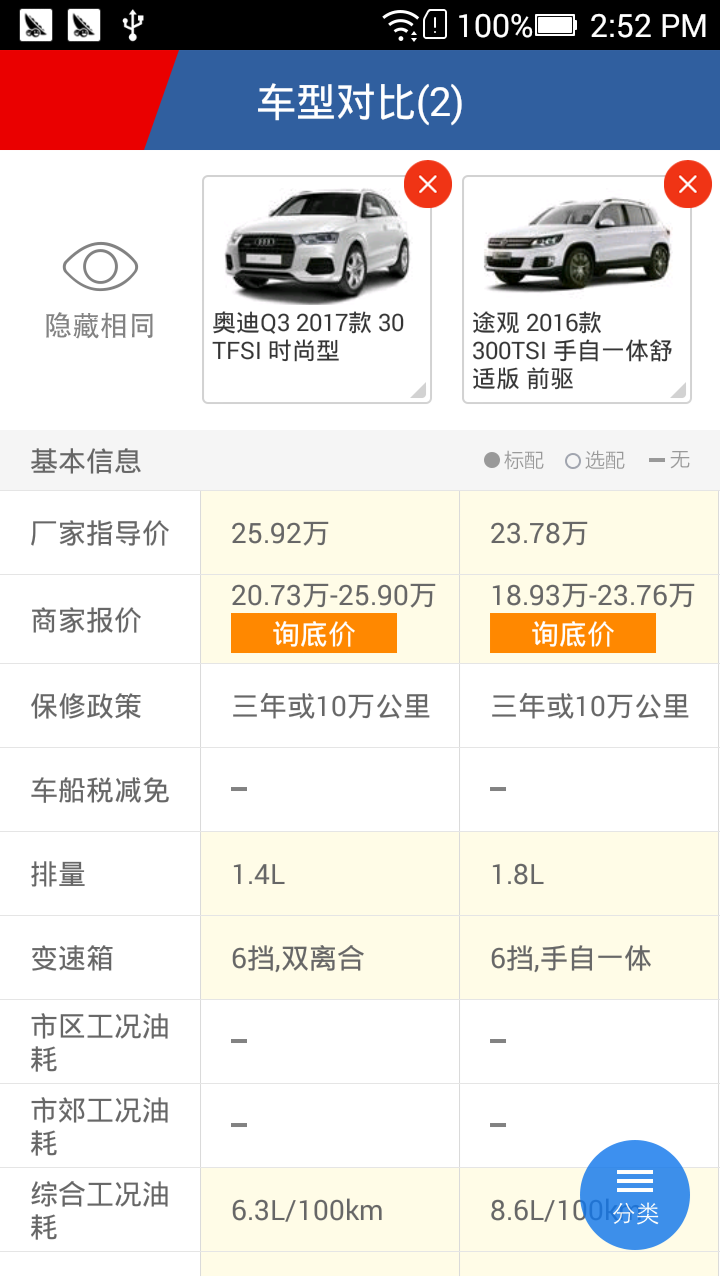 100% 2:52 PM
车型对比(2)
隐藏相同
奥迪Q3 2017款 30
TFSI 时尚型
途观 2016款
300TSI 手自一体舒
适版 前驱
基本信息 标配 选配 无
厂家指导价 25.92万 23.78万
商家报价 20.73万-25.90万 18.93万-23.76万
询底价 询底价
保修政策 三年或10万公里 三年或10万公里
车船税减免 - -
排量 1.4L 1.8L
变速箱 6挡,双离合 6挡,手自一体
市区工况油
耗 - -
市郊工况油
耗 - -
综合工况油
耗 6.3L/100km 8.6L/100k
分类